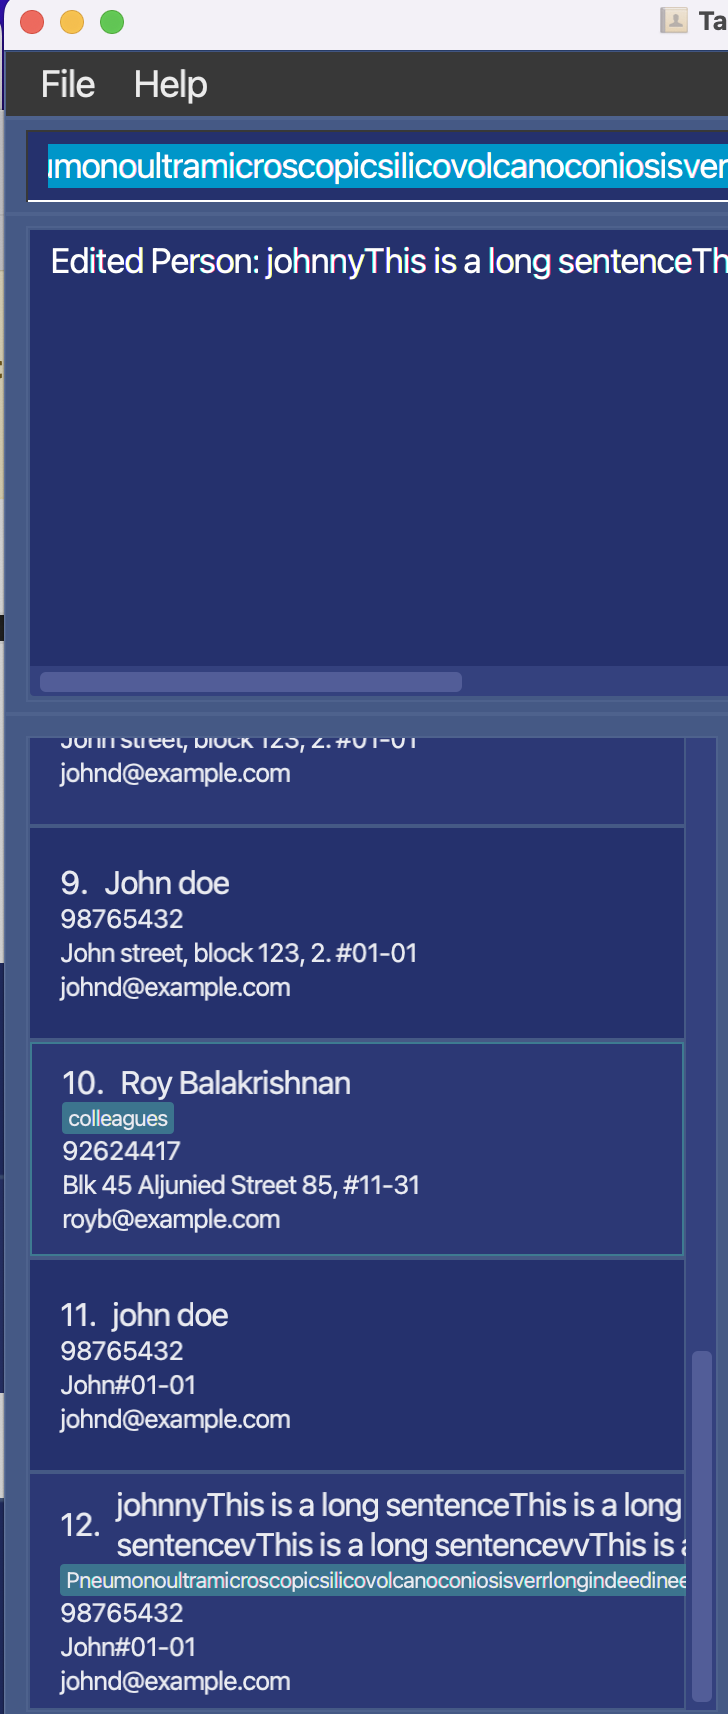 Ta
File Help
umonoultramicroscopicsilicovolcanoconiosisver
Edited Person: johnnyThis is a long sentenceTh
John street, block 123, 2. #01-01
johnd@example.com
9. John doe
98765432
John street, block 123, 2. #01-01
johnd@example.com
10. Roy Balakrishnan
colleagues
92624417
Blk 45 Aljunied Street 85, #11-31
royb@example.com
11. john doe
98765432
John#01-01
johnd@example.com
12. johnnyThis is a long sentenceThis is a long
sentencevThis is a long sentencevvThis is a
Pneumonoultramicroscopicsilicovolcanoconiosisverrlongindeedinee
98765432
John#01-01
johnd@example.com